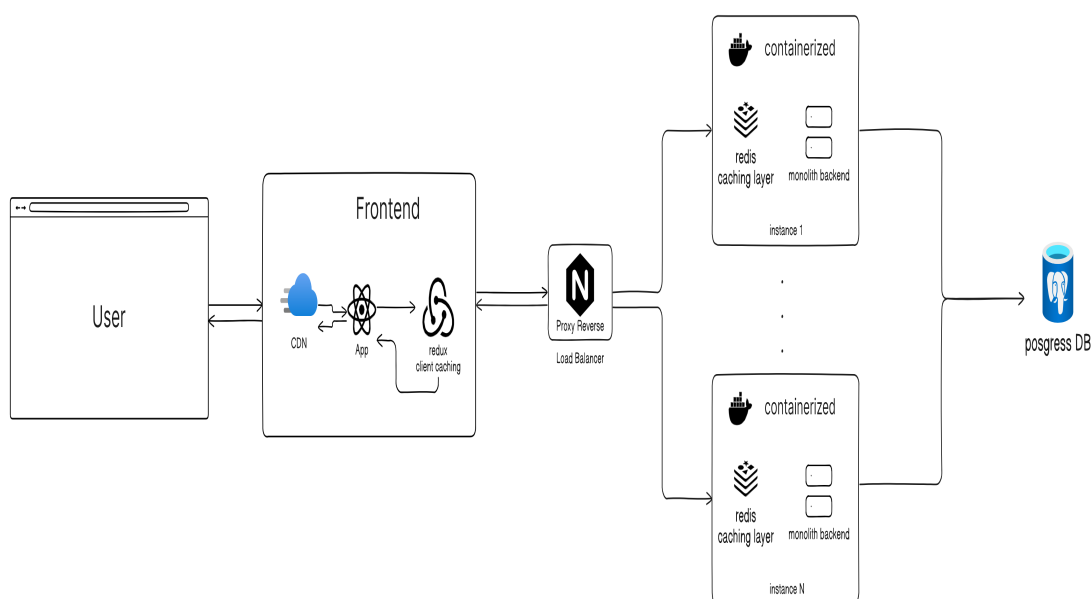 User
Frontend
CDN
App
redux
client caching
N
Proxy Reverse
Load Balancer
containerized
redis
caching layer
monolith backend
instance 1
containerized
redis
caching layer
monolith backend
instance N
posgress DB